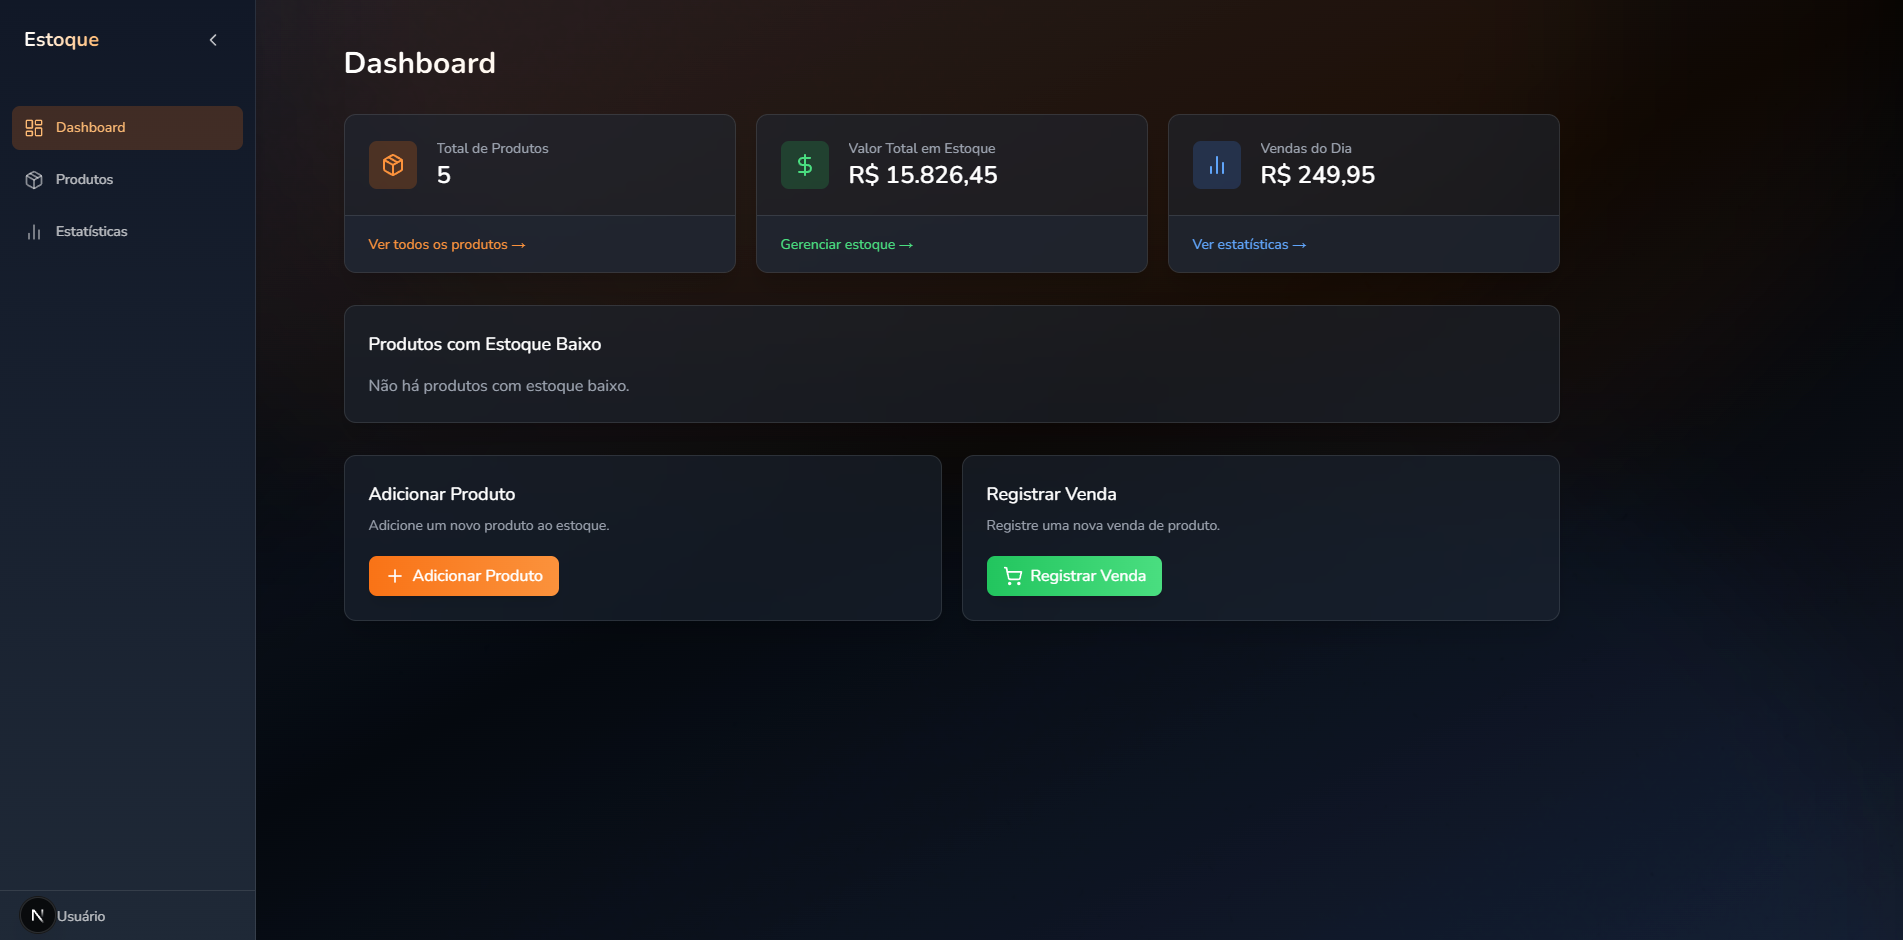 Estoque
Dashboard
Produtos
Estatísticas
Dashboard
Total de Produtos
5
Ver todos os produtos →
Valor Total em Estoque
R$ 15.826,45
Gerenciar estoque →
Vendas do Dia
R$ 249,95
Ver estatísticas →
Produtos com Estoque Baixo
Não há produtos com estoque baixo.
Adicionar Produto
Adicione um novo produto ao estoque.
Adicionar Produto
Registrar Venda
Registre uma nova venda de produto.
Registrar Venda
N
Usuário